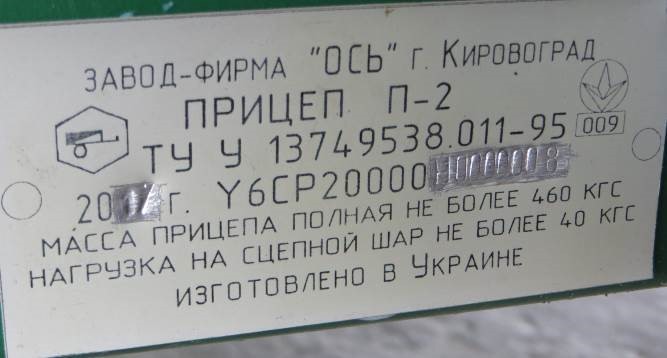 ЗАВОД-ФИРМА "ОСЬ" г. КИРОВОГРАД
ПРИЦЕП П-2
ТУ У 13749538.011-95 009
20 г. Y6CP20000
МАССА ПРИЦЕПА ПОЛНАЯ НЕ БОЛЕЕ 460 КГС
НАГРУЗКА НА СЦЕПНОЙ ШАР НЕ БОЛЕЕ 40 КГС
ИЗГОТОВЛЕНО В УКРАИНЕ